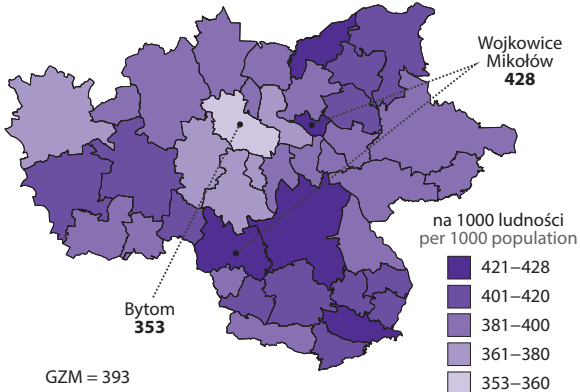 Wojkowice
Mikołów
428
na 1000 ludności
per 1000 population
421–428
401–420
381–400
361–380
353–360
Bytom
353
GZM = 393